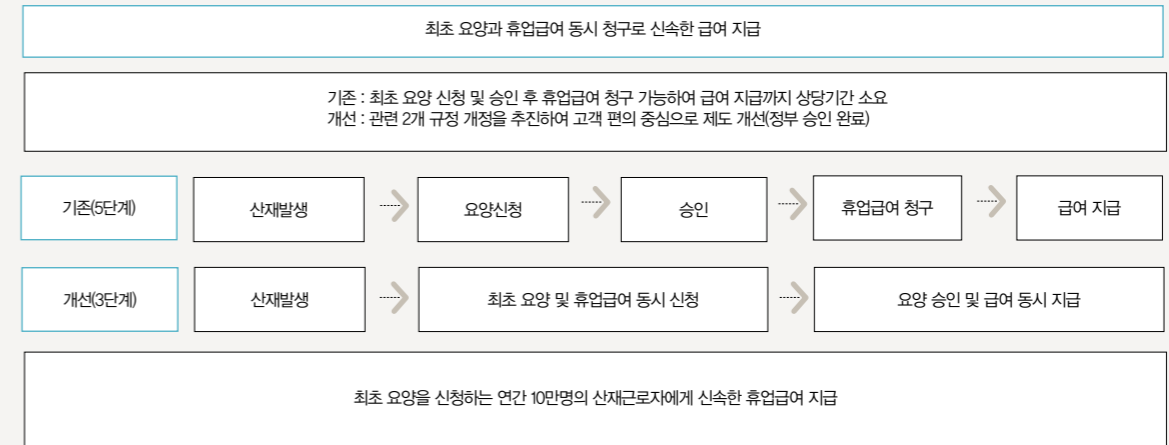 최초 요양과 휴업급여 동시 청구로 신속한 급여 지급
기존 : 최초 요양 신청 및 승인 후 휴업급여 청구 가능하여 급여 지급까지 상당기간 소요
개선 : 관련 2개 규정 개정을 추진하여 고객 편의 중심으로 제도 개선(정부 승인 완료)
기존(5단계)
산재발생
요양신청
승인
휴업급여 청구
급여 지급
개선(3단계)
산재발생
최초 요양 및 휴업급여 동시 신청
요양 승인 및 급여 동시 지급
최초 요양을 신청하는 연간 10만명의 산재근로자에게 신속한 휴업급여 지급